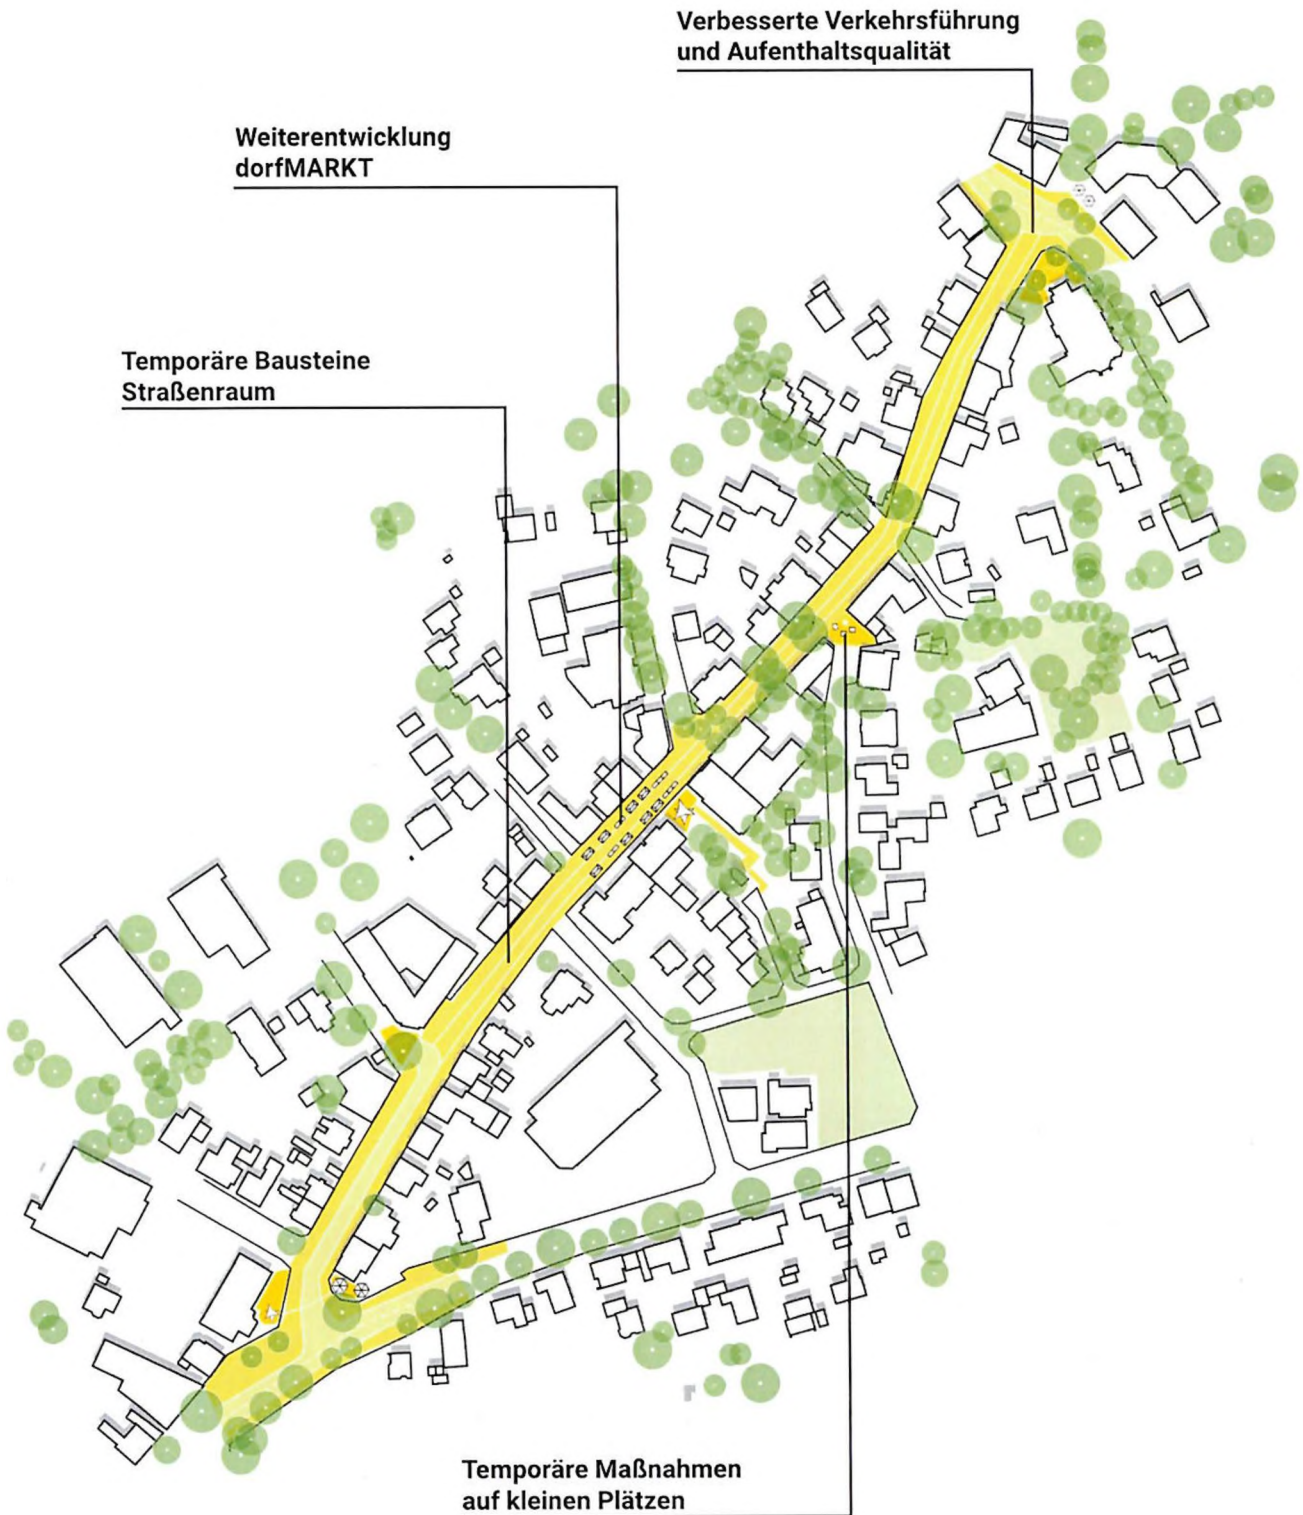 Verbesserte Verkehrsführung
und Aufenthaltsqualität
Weiterentwicklung
dorfMARKT
Temporäre Bausteine
Straßenraum
Temporäre Maßnahmen
auf kleinen Plätzen